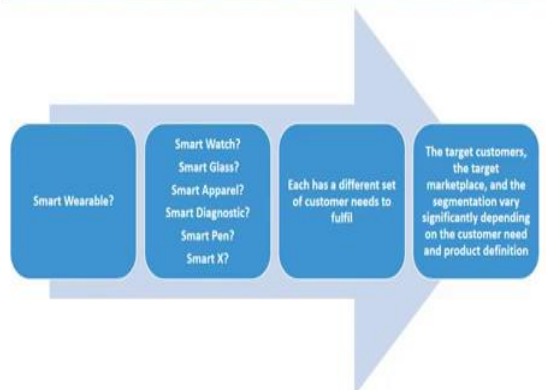 Smart Wearable?
Smart Watch?
Smart Glass?
Smart Apparel?
Smart Diagnostic?
Smart Pen?
Smart X?
Each has a different set
of customer needs to
fulfil
The target customers,
the target
marketplace, and the
segmentation vary
significantly depending
on the customer need
and product definition